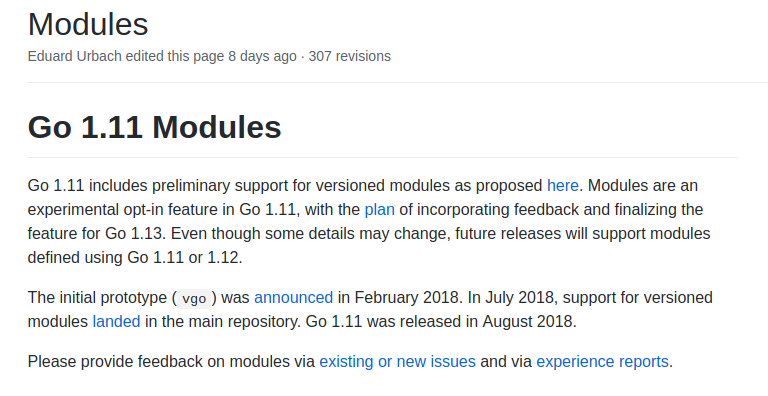 Modules
Eduard Urbach edited this page 8 days ago · 307 revisions
Go 1.11 Modules
Go 1.11 includes preliminary support for versioned modules as proposed here. Modules are an
experimental opt-in feature in Go 1.11, with the plan of incorporating feedback and finalizing the
feature for Go 1.13. Even though some details may change, future releases will support modules
defined using Go 1.11 or 1.12.
The initial prototype ( vgo ) was announced in February 2018. In July 2018, support for versioned
modules landed in the main repository. Go 1.11 was released in August 2018.
Please provide feedback on modules via existing or new issues and via experience reports.